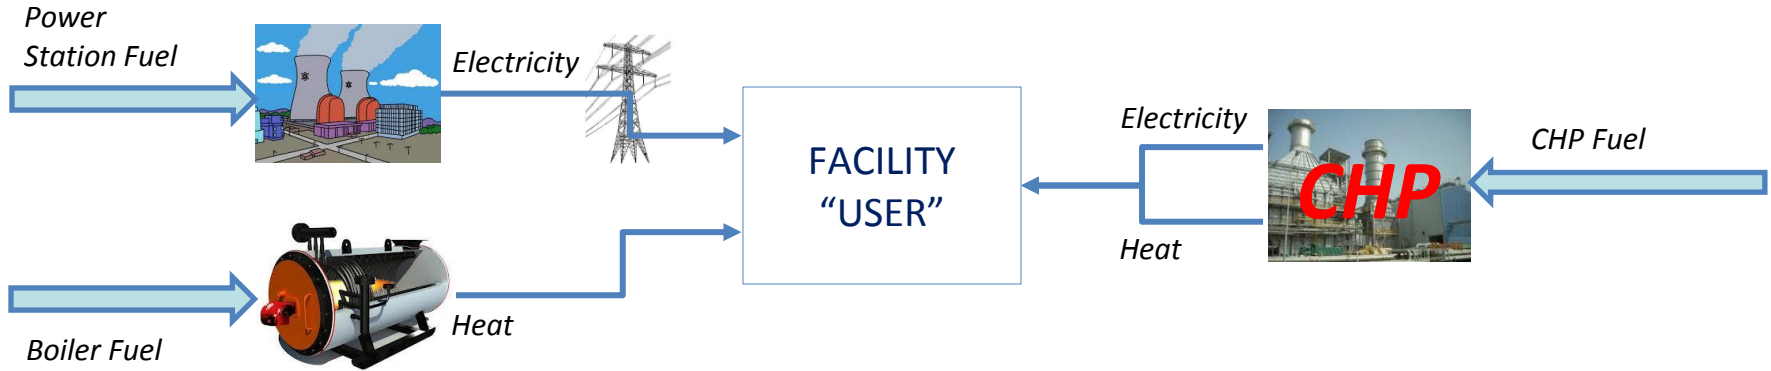 Power
Station Fuel
Electricity
FACILITY
“USER”
Electricity
CHP
CHP Fuel
Heat
Heat
Boiler Fuel